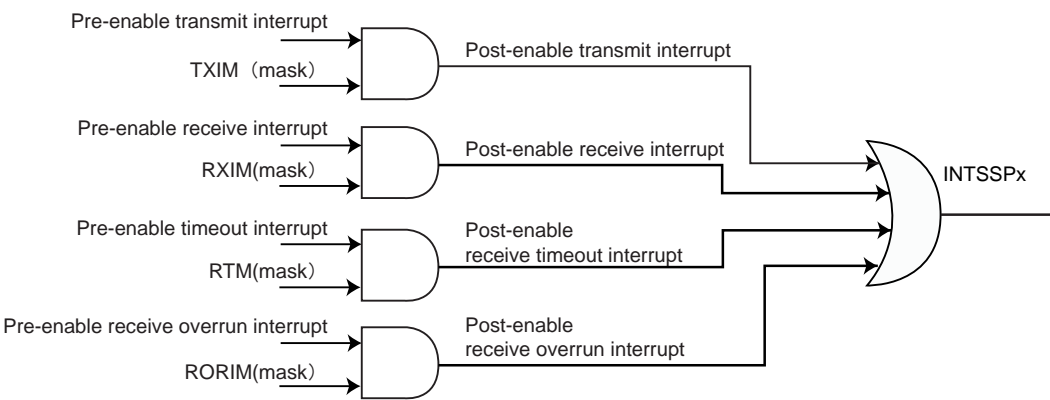 Pre-enable transmit interrupt
TXIM（mask）
Post-enable transmit interrupt
Pre-enable receive interrupt
RXIM(mask）
Post-enable receive interrupt
INTSSPx
Pre-enable timeout interrupt
RTM(mask）
Post-enable
receive timeout interrupt
Pre-enable receive overrun interrupt
RORIM(mask）
Post-enable
receive overrun interrupt